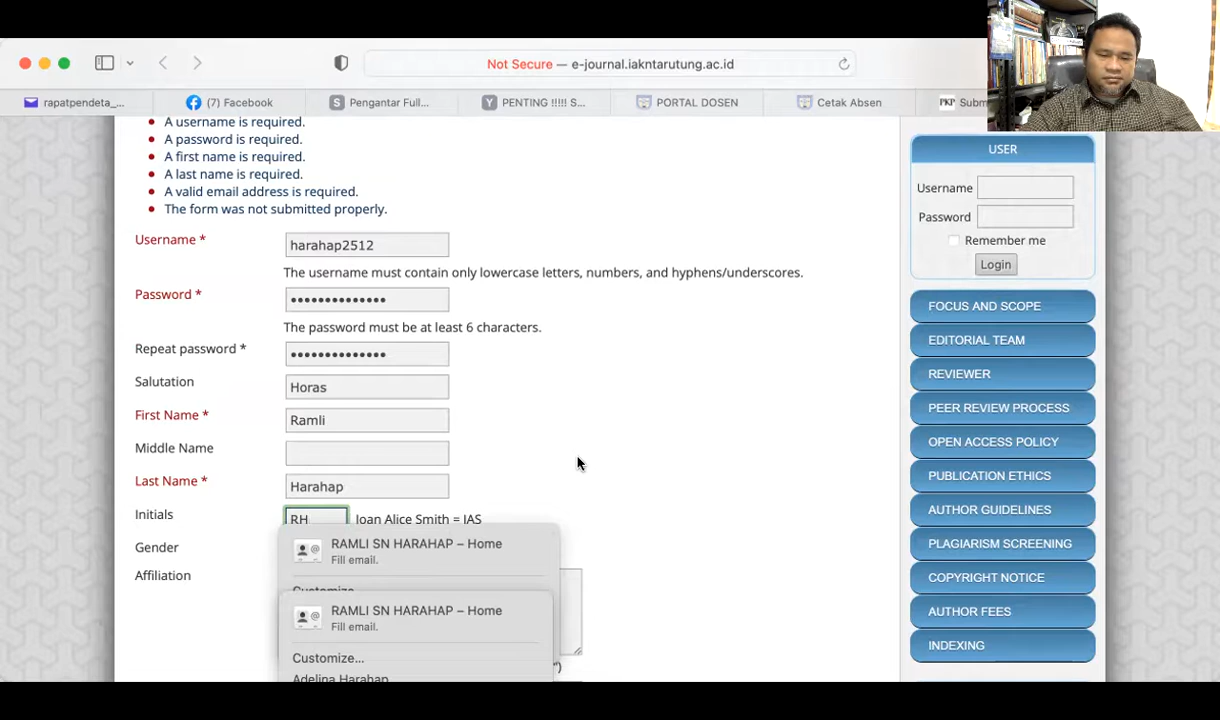 Not Secure — e-journal.iakntarutung.ac.id
rapatpendeta_...
(7) Facebook
Pengantar Full...
PENTING !!!!! S...
PORTAL DOSEN
Cetak Absen
PKP Subm
A username is required.
A password is required.
A first name is required.
A last name is required.
A valid email address is required.
The form was not submitted properly.
Username *
harahap2512
The username must contain only lowercase letters, numbers, and hyphens/underscores.
Password *
••••••••••••••
The password must be at least 6 characters.
Repeat password *
••••••••••••••
Salutation
Horas
First Name *
Ramli
Middle Name
Last Name *
Harahap
Initials
RH
Joan Alice Smith = JAS
Gender
Affiliation
RAMLI SN HARAHAP – Home
Fill email.
Customize...
RAMLI SN HARAHAP – Home
Fill email.
Customize...
Adelina Harahap
USER
Username
Password
Remember me
Login
FOCUS AND SCOPE
EDITORIAL TEAM
REVIEWER
PEER REVIEW PROCESS
OPEN ACCESS POLICY
PUBLICATION ETHICS
AUTHOR GUIDELINES
PLAGIARISM SCREENING
COPYRIGHT NOTICE
AUTHOR FEES
INDEXING